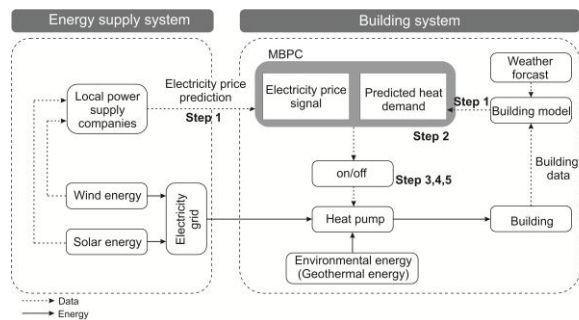 Energy supply system
Building system
MBPC
Weather
forcast
Local power
supply
companies
Electricity price
prediction
Step 1
Electricity price
signal
Predicted heat
demand
Step 1
Building model
Step 2
on/off
Step 3,4,5
Building
data
Wind energy
Solar energy
Electricity
grid
Heat pump
Building
Environmental energy
(Geothermal energy)
Data
Energy